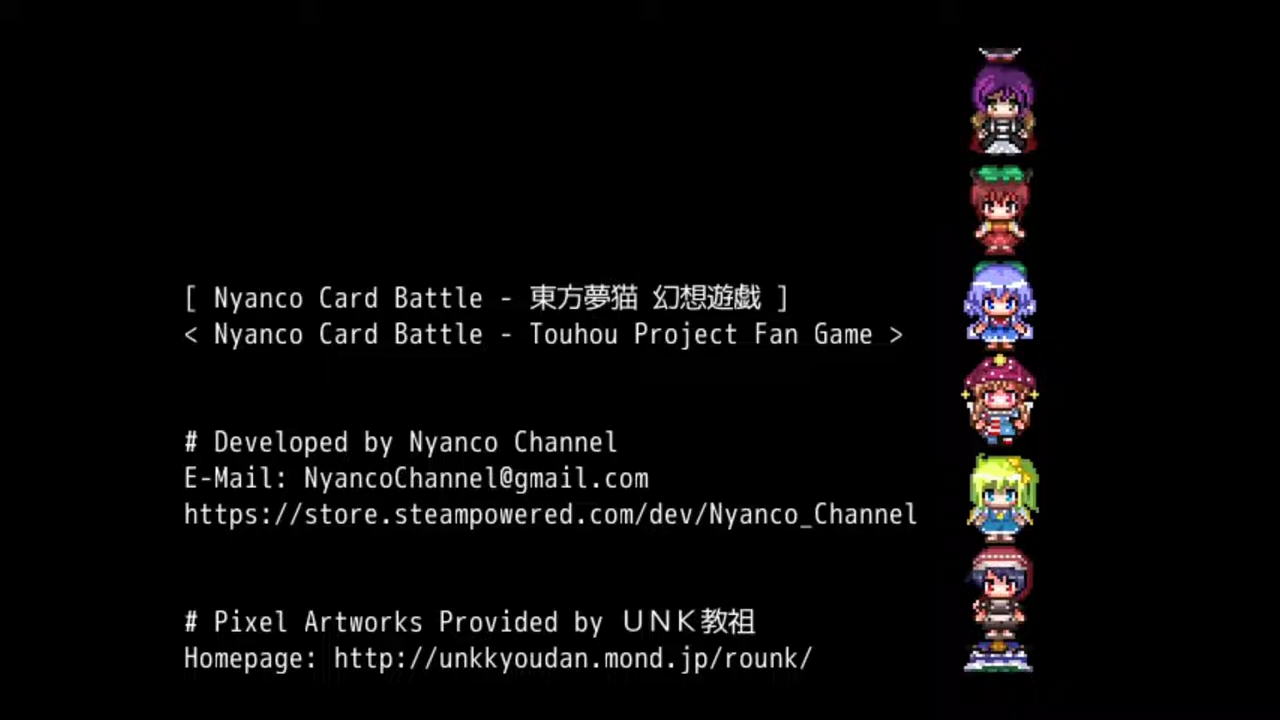 [ Nyanco Card Battle - 東方夢猫 幻想遊戯 ]
< Nyanco Card Battle - Touhou Project Fan Game >
# Developed by Nyanco Channel
E-Mail: NyancoChannel@gmail.com
https://store.steampowered.com/dev/Nyanco_Channel
# Pixel Artworks Provided by ＵＮＫ教祖
Homepage: http://unkkyoudan.mond.jp/rounk/